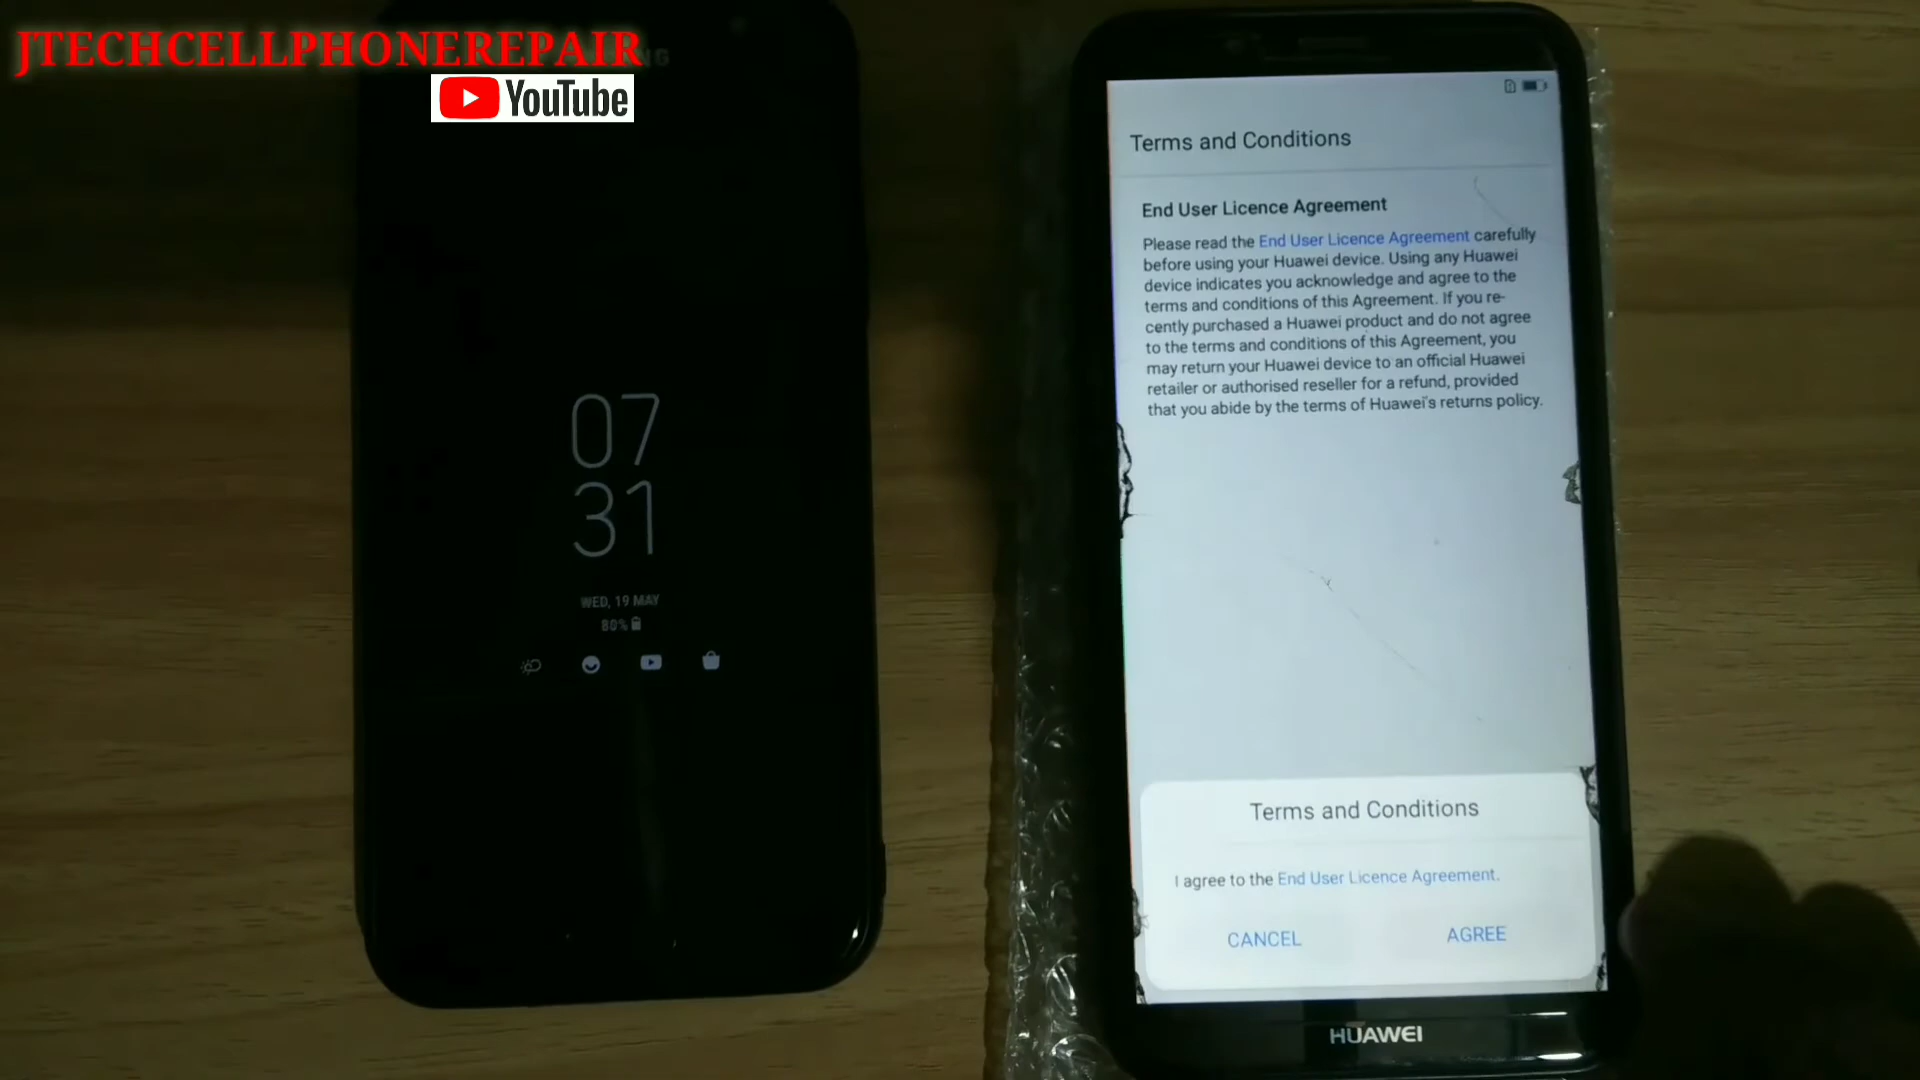 JTECHCELLPHONEREPAIR
YouTube
07
31
WED, 19 MAY
80%
Terms and Conditions
End User Licence Agreement
Please read the End User Licence Agreement carefully
before using your Huawei device. Using any Huawei
device indicates you acknowledge and agree to the
terms and conditions of this Agreement. If you re-
cently purchased a Huawei product and do not agree
to the terms and conditions of this Agreement, you
may return your Huawei device to an official Huawei
retailer or authorised reseller for a refund, provided
that you abide by the terms of Huawei's returns policy.
Terms and Conditions
I agree to the End User Licence Agreement.
CANCEL
AGREE
HUAWEI